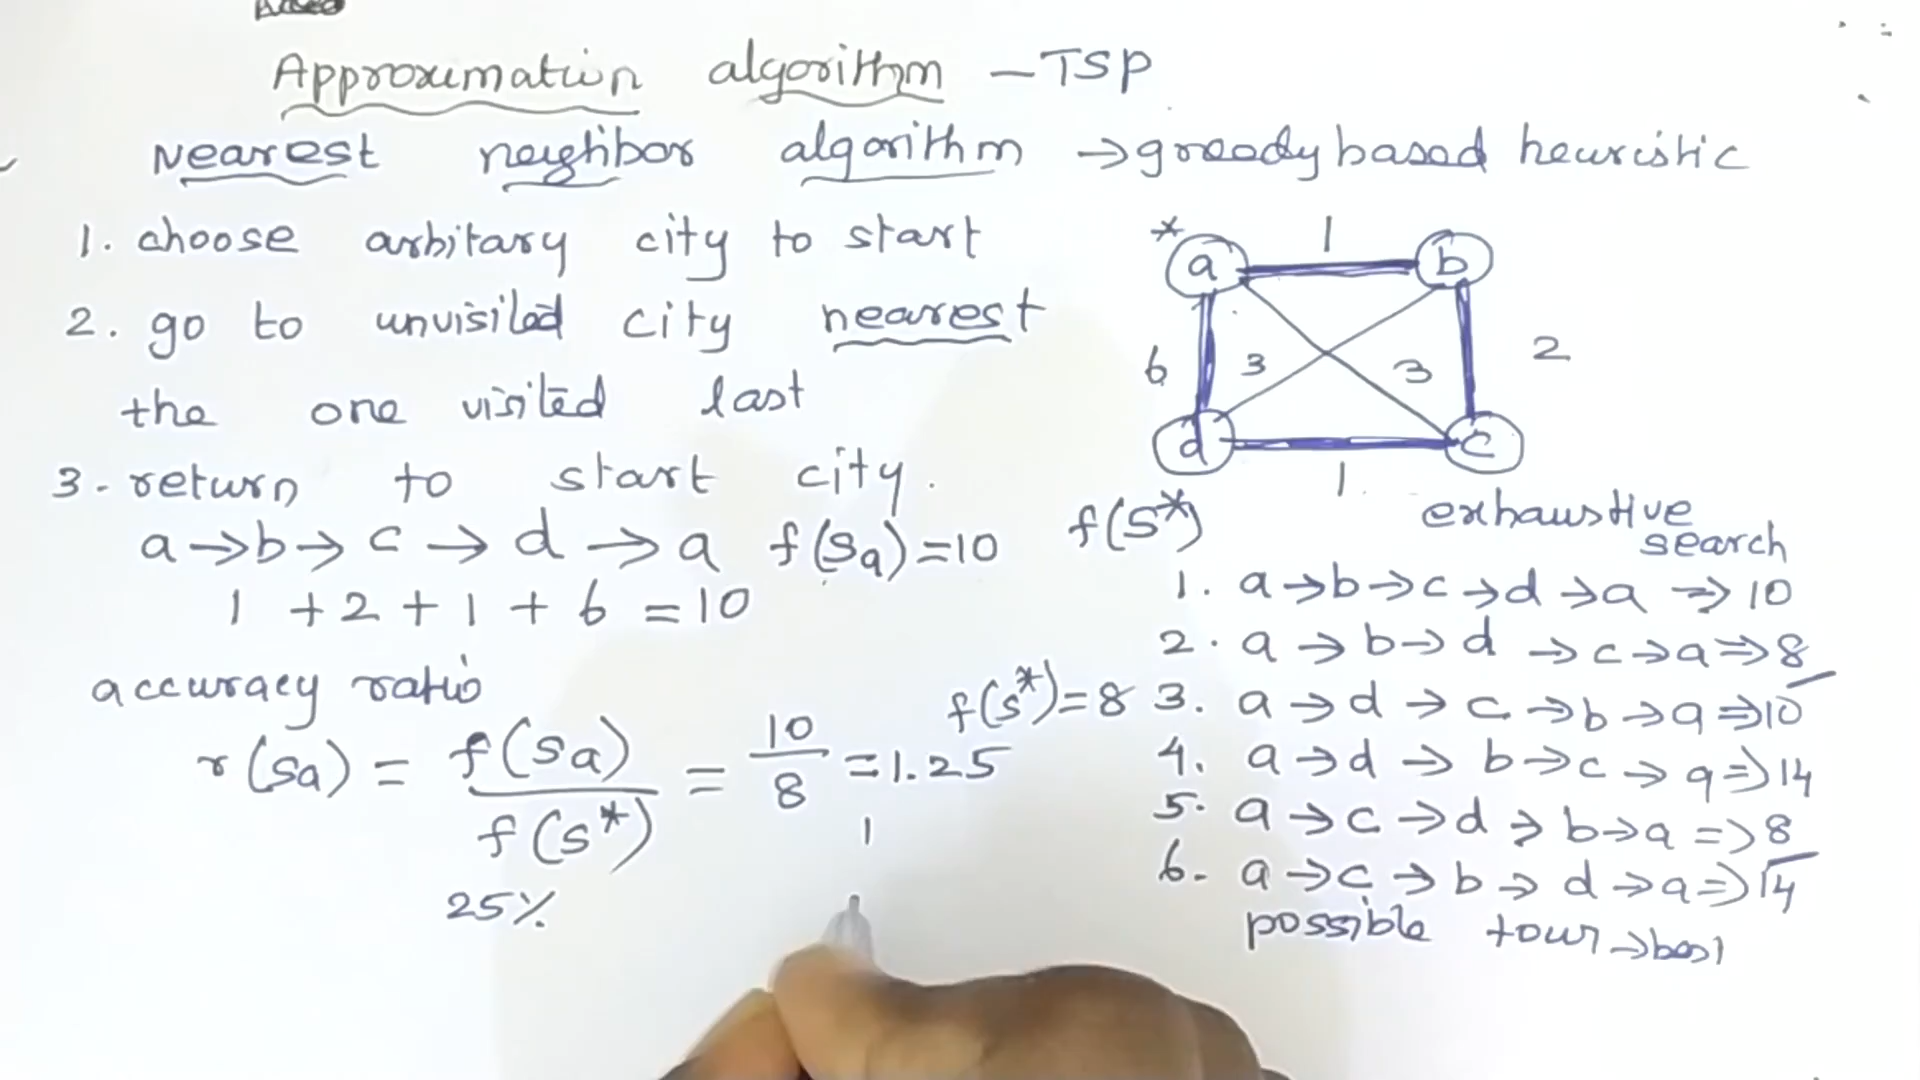 Approximation algorithm - TSP
Nearest neighbor algorithm → greedy based heuristic
1. choose arbitary city to start
2. go to unvisited city nearest
the one visited last
3. return to start city.
a → b → c → d → a f(Sa) = 10
1 + 2 + 1 + 6 = 10
accuracy ratio
r(Sa) = f(Sa) / f(S*) = 10 / 8 = 1.25
1
25%
* a 1 b
6 3 3 2
d 1 c
f(S*) exhaustive
search
1. a → b → c → d → a ⇒ 10
2. a → b → d → c → a ⇒ 8
f(S*) = 8 3. a → d → c → b → a ⇒ 10
4. a → d → b → c → a ⇒ 14
5. a → c → d → b → a ⇒ 8
6. a → c → b → d → a ⇒ 14
possible tour → best